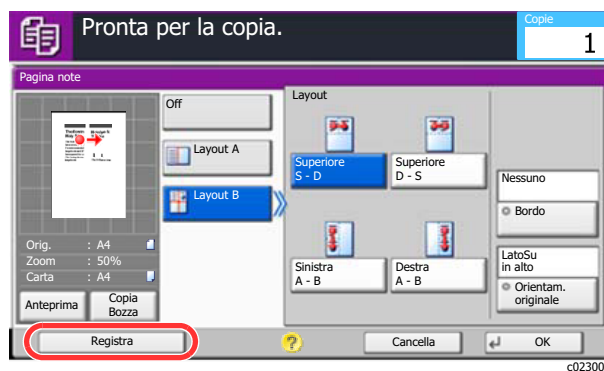 Pronta per la copia.
Copie
1
Pagina note
Off
Layout A
Layout B
Layout
Superiore
S - D
Superiore
D - S
Sinistra
A - B
Destra
A - B
Nessuno
Bordo
LatoSu
in alto
Orientam.
originale
Orig. : A4
Zoom : 50%
Carta : A4
Anteprima
Copia
Bozza
Registra
?
Cancella
OK
c02300